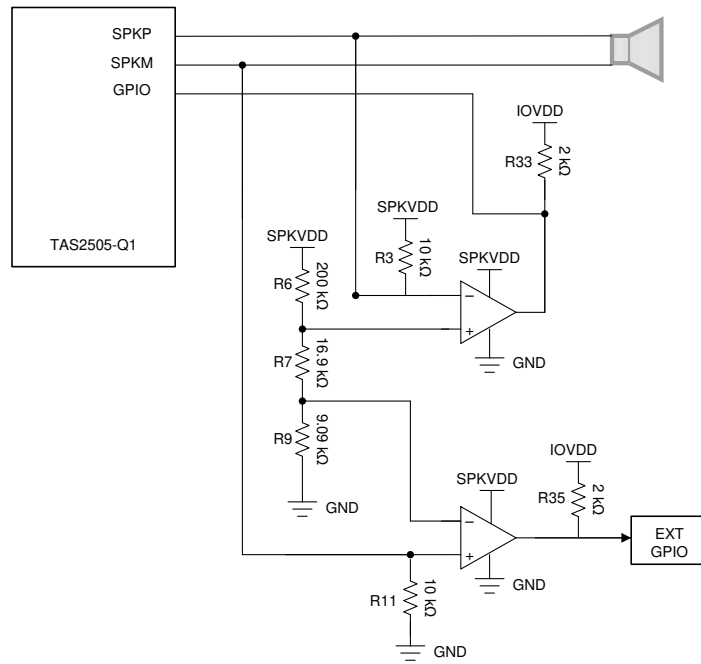 SPKP
SPKM
GPIO
TAS2505-Q1
IOVDD
R33
2 kΩ
SPKVDD
R3
10 kΩ
SPKVDD
R6
200 kΩ
SPKVDD
−
+
GND
R7
16.9 kΩ
R9
9.09 kΩ
GND
IOVDD
R35
2 kΩ
SPKVDD
−
+
GND
EXT
GPIO
R11
10 kΩ
GND